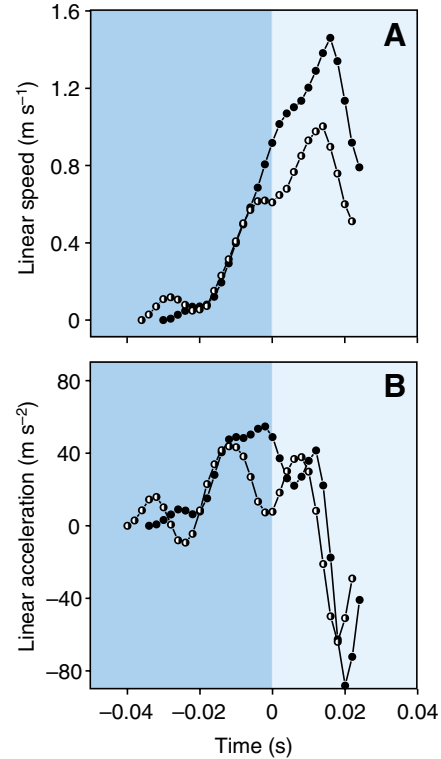 A
1.6
1.2
0.8
0.4
0
Linear speed (m s⁻¹)
B
80
40
0
–40
–80
Linear acceleration (m s⁻²)
–0.04 –0.02 0 0.02 0.04
Time (s)